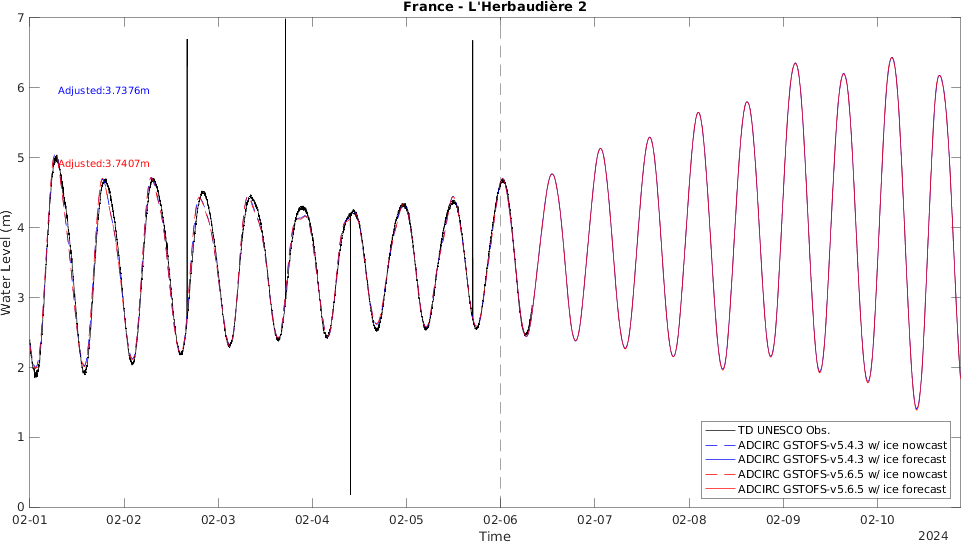 France - L'Herbaudière 2
7
6
5
4
3
2
1
0
Water Level (m)
Adjusted:3.7376m
Adjusted:3.7407m
TD UNESCO Obs.
ADCIRC GSTOFS-v5.4.3 w/ ice nowcast
ADCIRC GSTOFS-v5.4.3 w/ ice forecast
ADCIRC GSTOFS-v5.6.5 w/ ice nowcast
ADCIRC GSTOFS-v5.6.5 w/ ice forecast
02-01 02-02 02-03 02-04 02-05 02-06 02-07 02-08 02-09 02-10
Time
2024